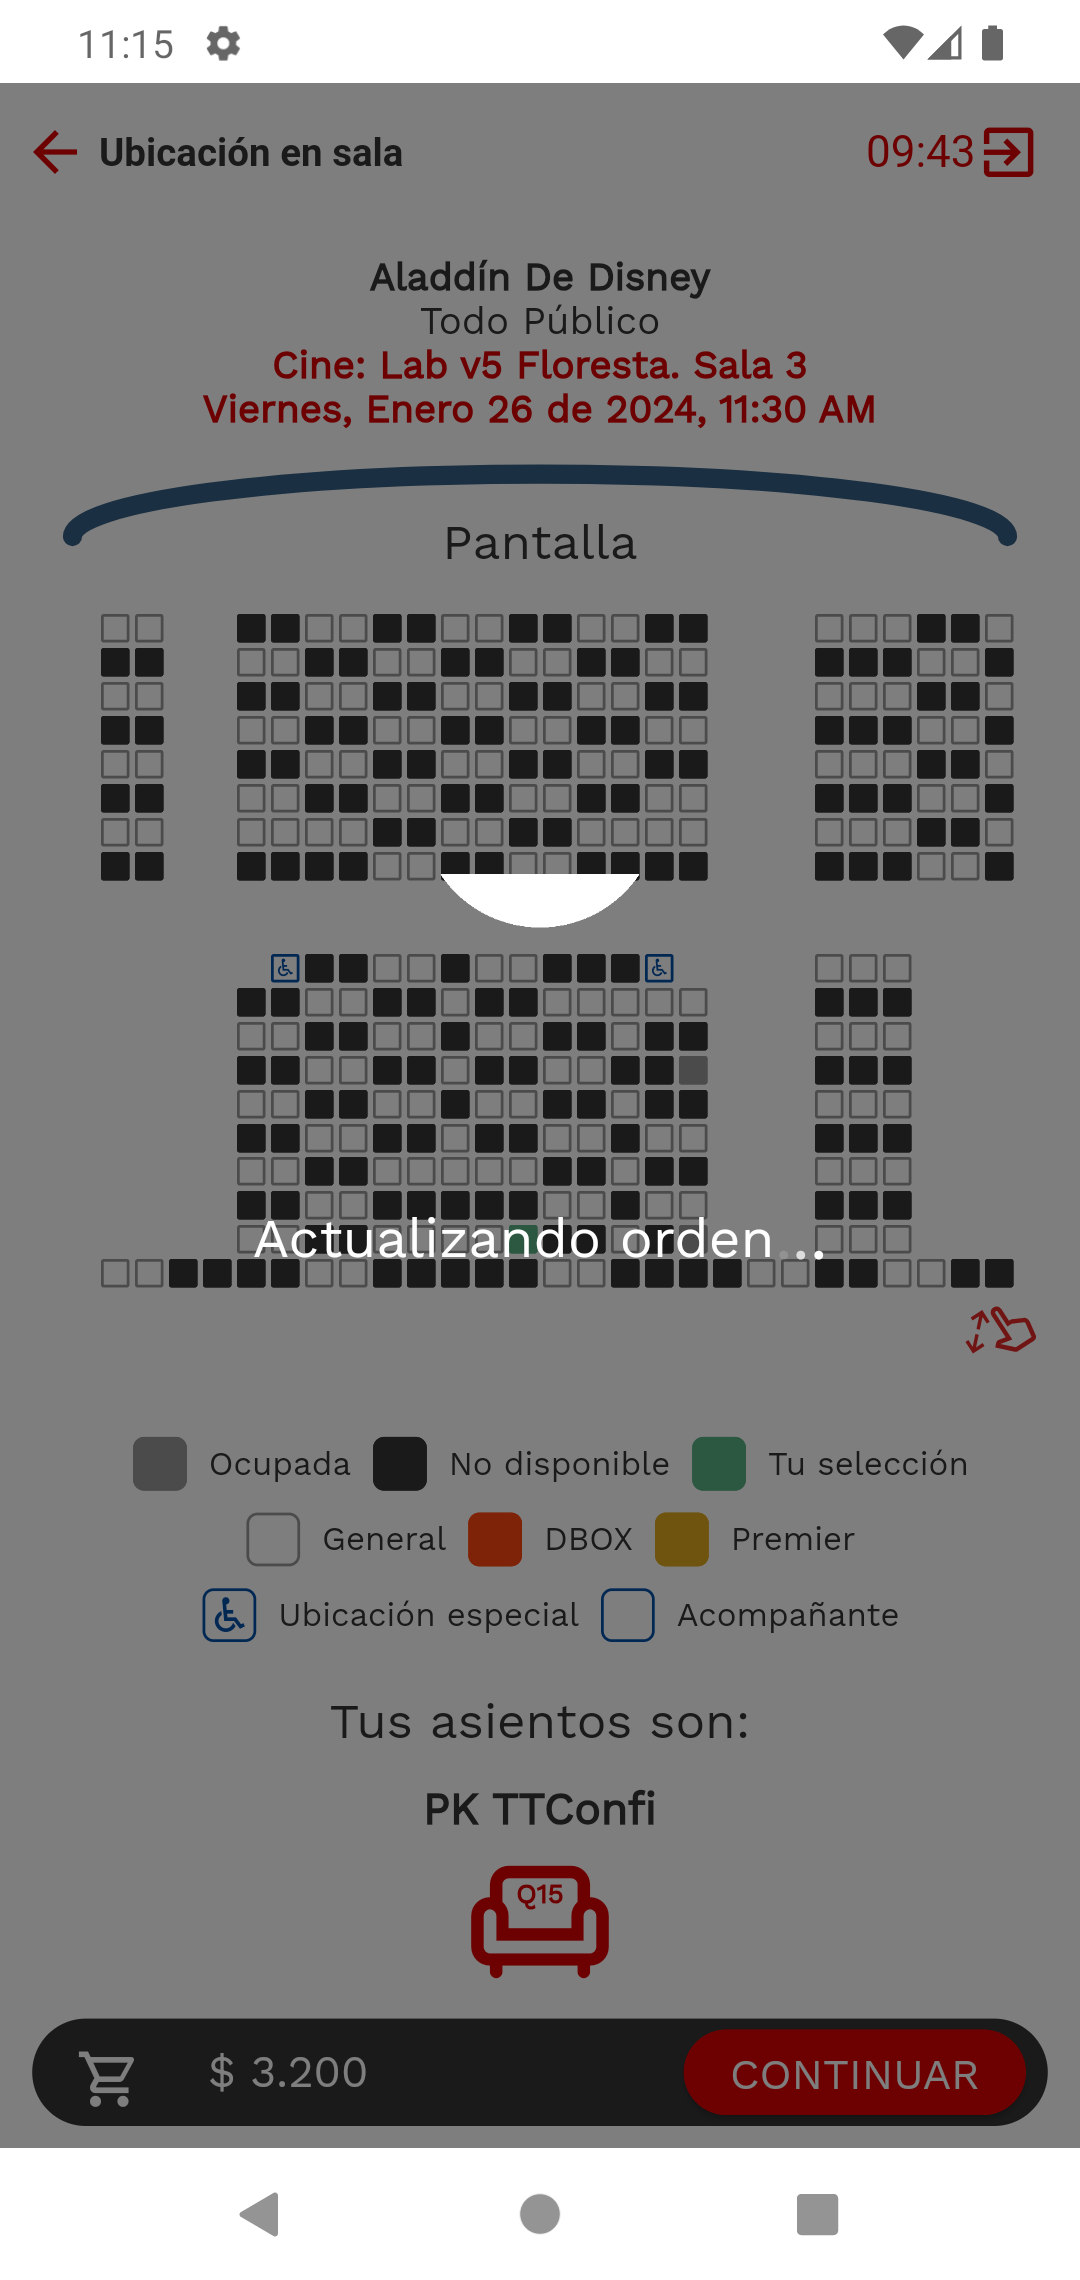 11:15
Ubicación en sala
09:43
Aladdín De Disney
Todo Público
Cine: Lab v5 Floresta. Sala 3
Viernes, Enero 26 de 2024, 11:30 AM
Pantalla
Actualizando orden...
Ocupada No disponible Tu selección
General DBOX Premier
Ubicación especial Acompañante
Tus asientos son:
PK TTConfi
Q15
$ 3.200
CONTINUAR